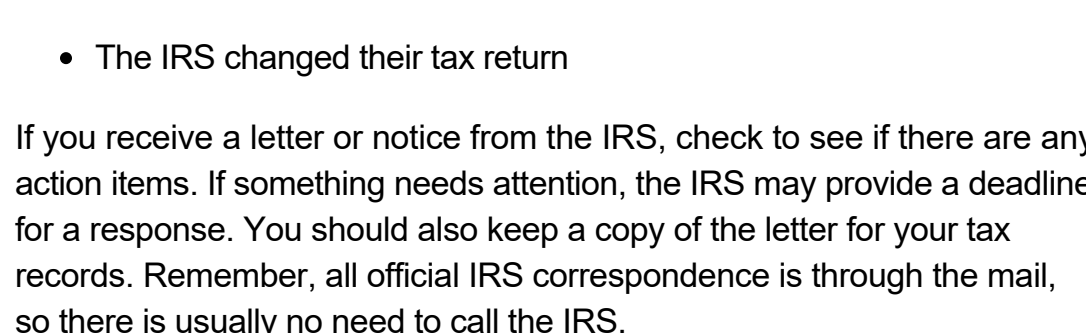 • The IRS changed their tax return
If you receive a letter or notice from the IRS, check to see if there are any
action items. If something needs attention, the IRS may provide a deadline
for a response. You should also keep a copy of the letter for your tax
records. Remember, all official IRS correspondence is through the mail,
so there is usually no need to call the IRS.